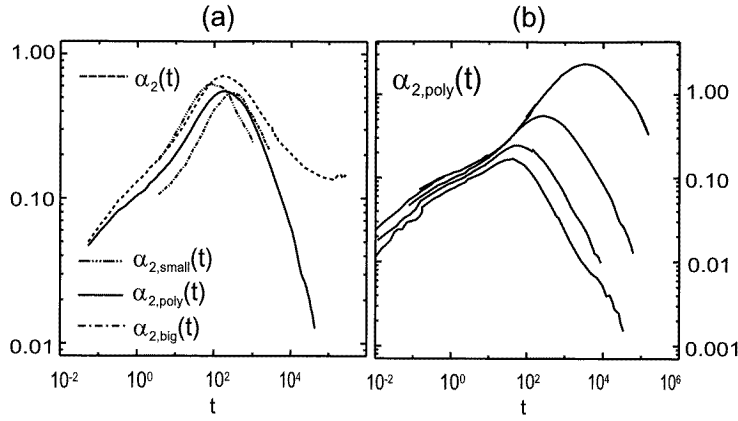 (a)
(b)
1.00
0.10
0.01
α₂(t)
α₂,small(t)
α₂,poly(t)
α₂,big(t)
10⁻² 10⁰ 10² 10⁴
t
α₂,poly(t)
1.00
0.10
0.01
0.001
10⁻² 10⁰ 10² 10⁴ 10⁶
t